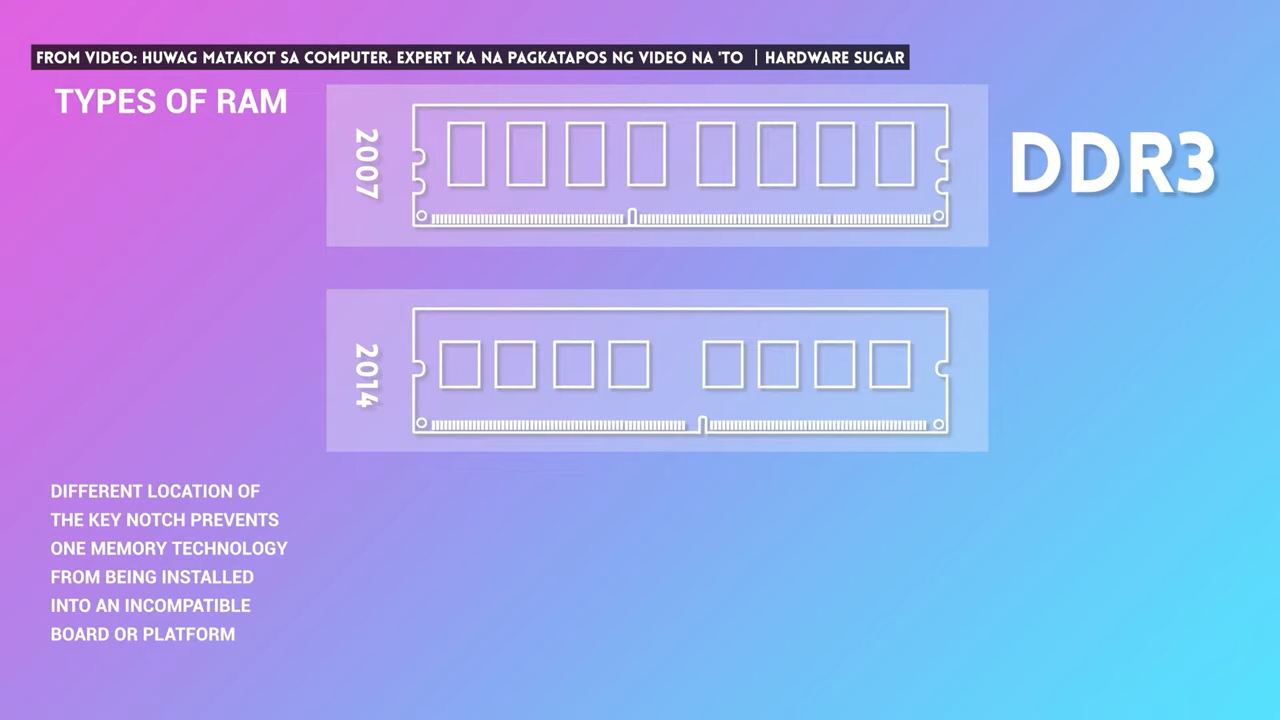 FROM VIDEO: HUWAG MATAKOT SA COMPUTER. EXPERT KA NA PAGKATAPOS NG VIDEO NA 'TO | HARDWARE SUGAR
TYPES OF RAM
2007
DDR3
2014
DIFFERENT LOCATION OF
THE KEY NOTCH PREVENTS
ONE MEMORY TECHNOLOGY
FROM BEING INSTALLED
INTO AN INCOMPATIBLE
BOARD OR PLATFORM